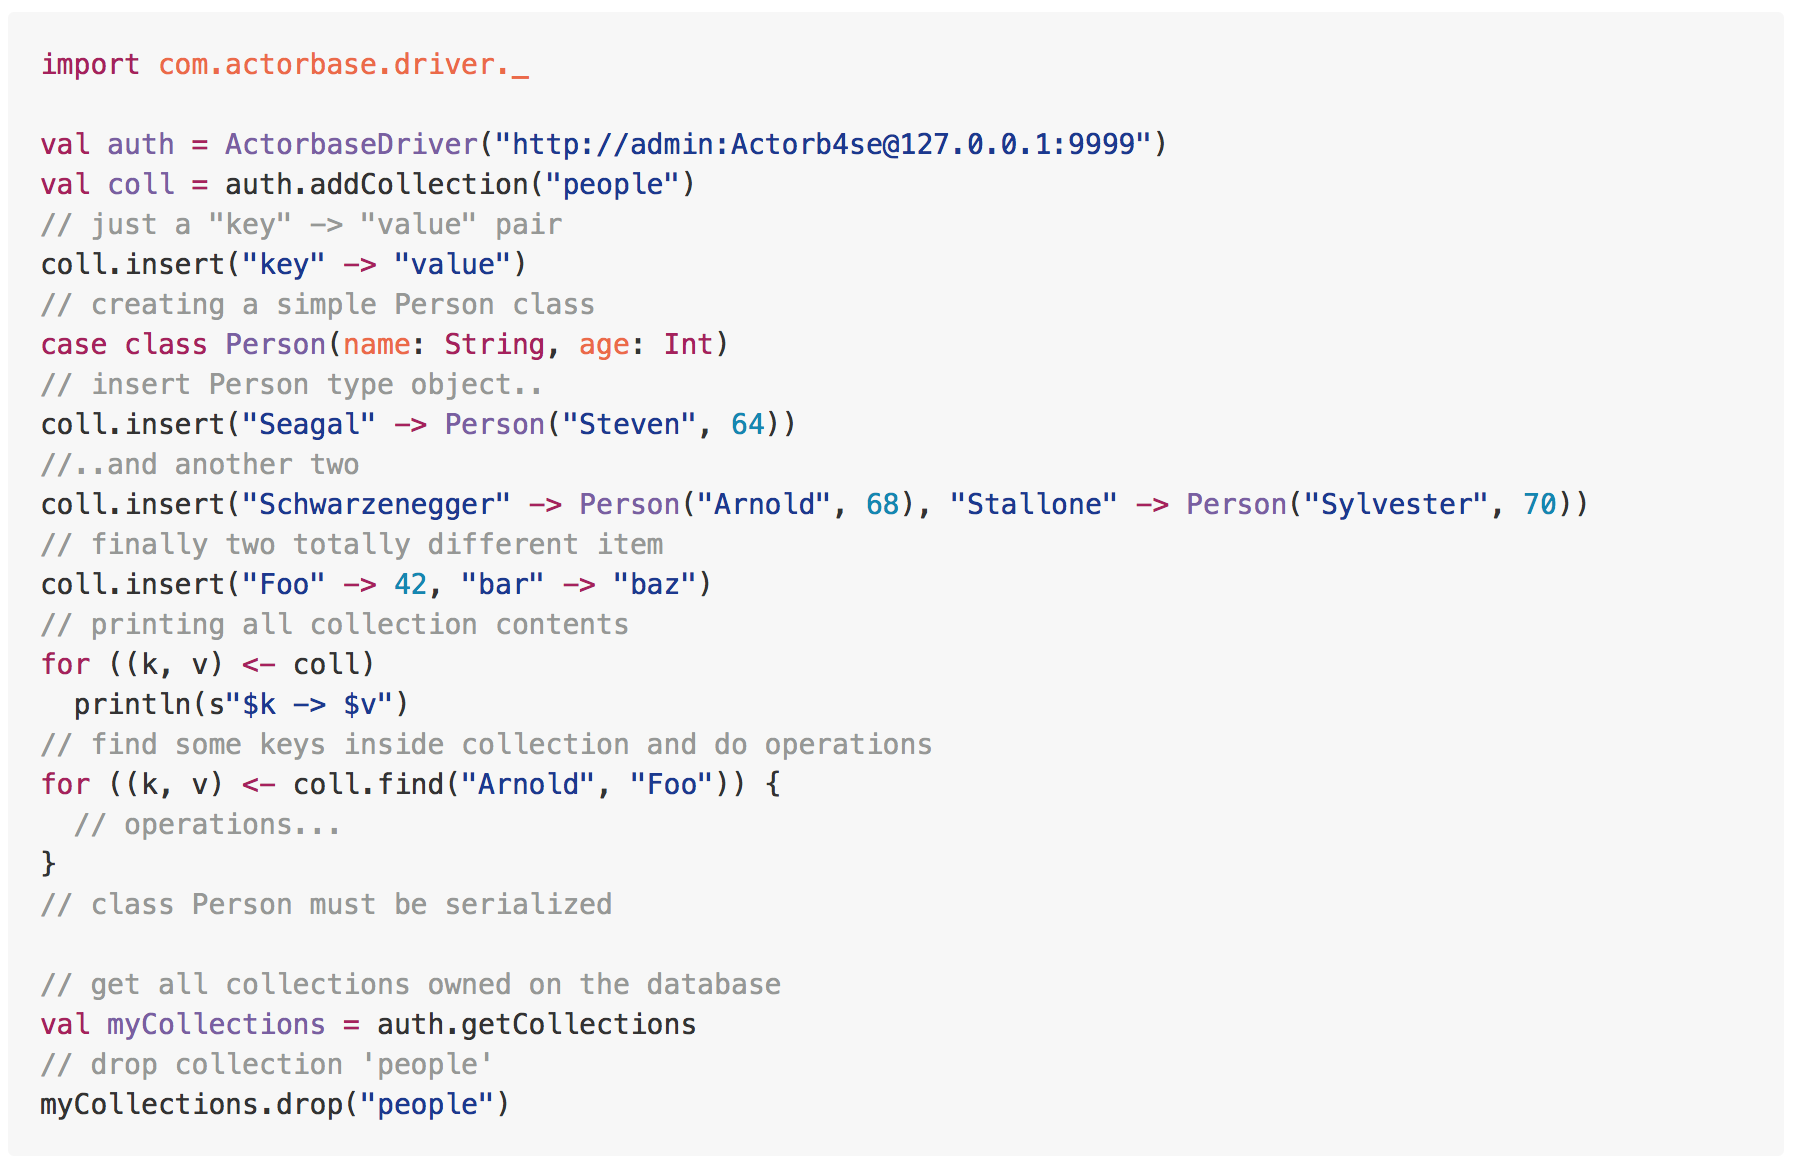 import com.actorbase.driver._
val auth = ActorbaseDriver("http://admin:Actorb4se@127.0.0.1:9999")
val coll = auth.addCollection("people")
// just a "key" -> "value" pair
coll.insert("key" -> "value")
// creating a simple Person class
case class Person(name: String, age: Int)
// insert Person type object..
coll.insert("Seagal" -> Person("Steven", 64))
//..and another two
coll.insert("Schwarzenegger" -> Person("Arnold", 68), "Stallone" -> Person("Sylvester", 70))
// finally two totally different item
coll.insert("Foo" -> 42, "bar" -> "baz")
// printing all collection contents
for ((k, v) <- coll)
  println(s"$k -> $v")
// find some keys inside collection and do operations
for ((k, v) <- coll.find("Arnold", "Foo")) {
  // operations...
}
// class Person must be serialized
// get all collections owned on the database
val myCollections = auth.getCollections
// drop collection 'people'
myCollections.drop("people")